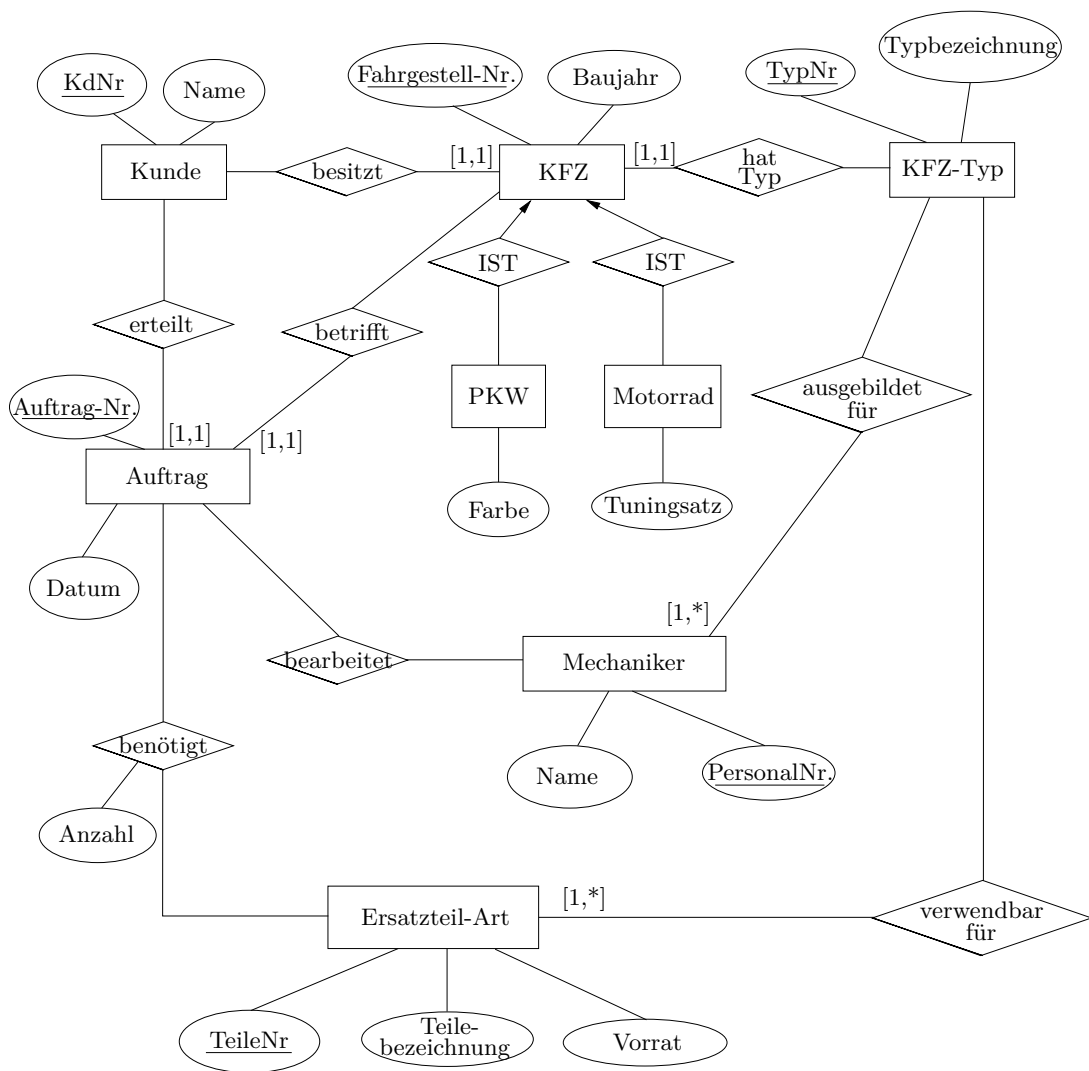 Typbezeichnung
Fahrgestell-Nr.
TypNr
KdNr
Name
Baujahr
[1,1]
[1,1]
Kunde
besitzt
KFZ
hat
Typ
KFZ-Typ
IST
IST
erteilt
betrifft
PKW
Motorrad
ausgebildet
für
Auftrag-Nr.
[1,1]
[1,1]
Auftrag
Farbe
Tuningsatz
Datum
[1,*]
bearbeitet
Mechaniker
benötigt
Name
PersonalNr.
Anzahl
[1,*]
Ersatzteil-Art
verwendbar
für
TeileNr
Teile-
bezeichnung
Vorrat